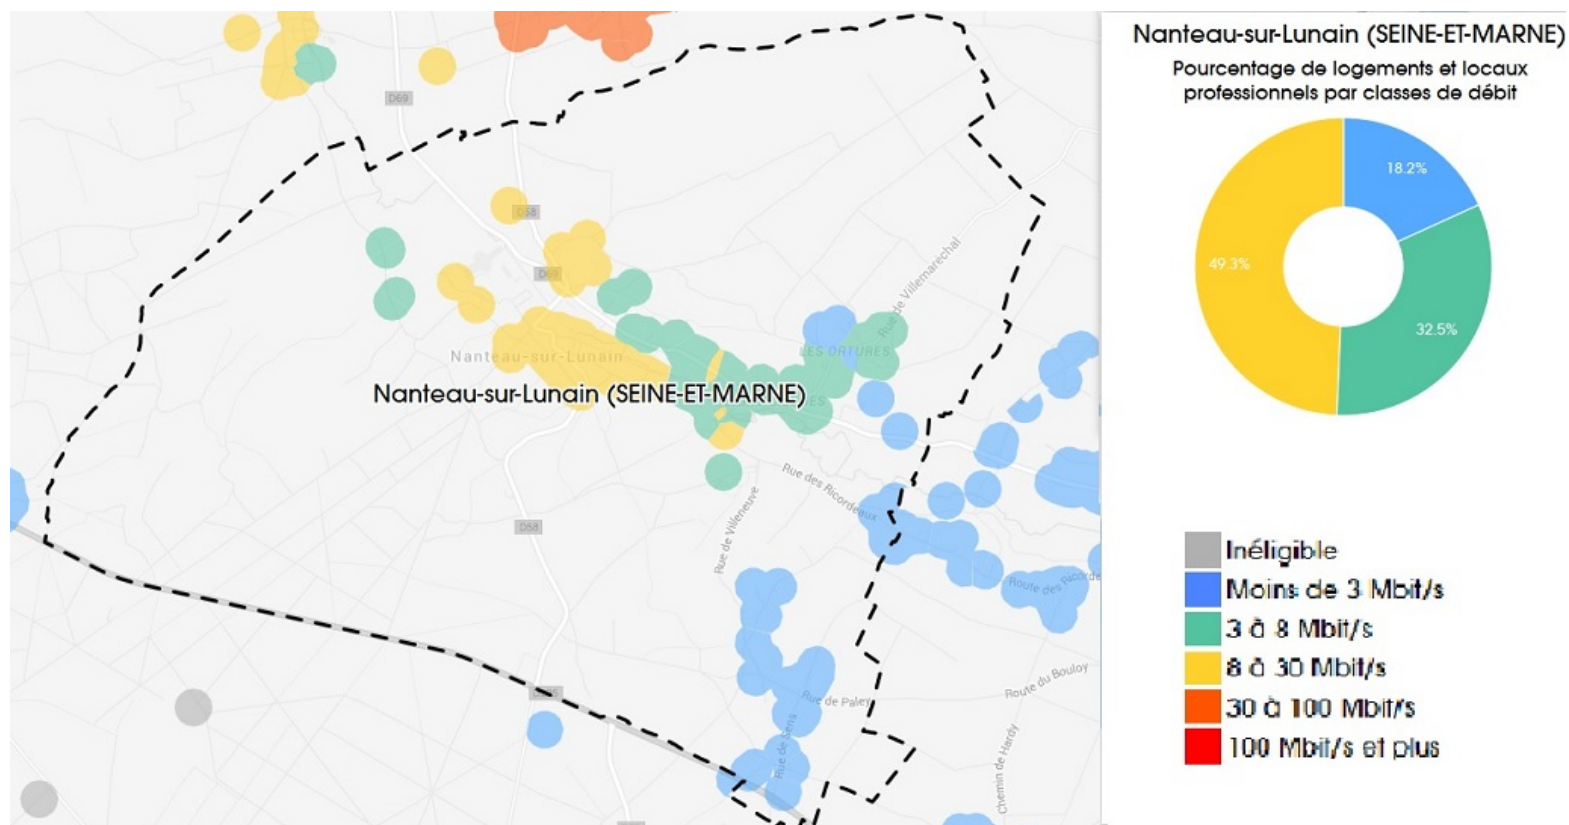 Nanteau-sur-Lunain (SEINE-ET-MARNE)
Pourcentage de logements et locaux
professionnels par classes de débit
18.2%
49.3%
32.5%
Inéligible
Moins de 3 Mbit/s
3 à 8 Mbit/s
8 à 30 Mbit/s
30 à 100 Mbit/s
100 Mbit/s et plus
D69
D58
D69
Rue de Villemarechal
LES ORTURES
Nanteau-sur-Lunain
Nanteau-sur-Lunain (SEINE-ET-MARNE)
Rue des Ricordeaux
Rue de Villeneuve
D58
Route des
Route du Bouloy
Rue de Paley
Rue de Sens
Chemin de Hardy